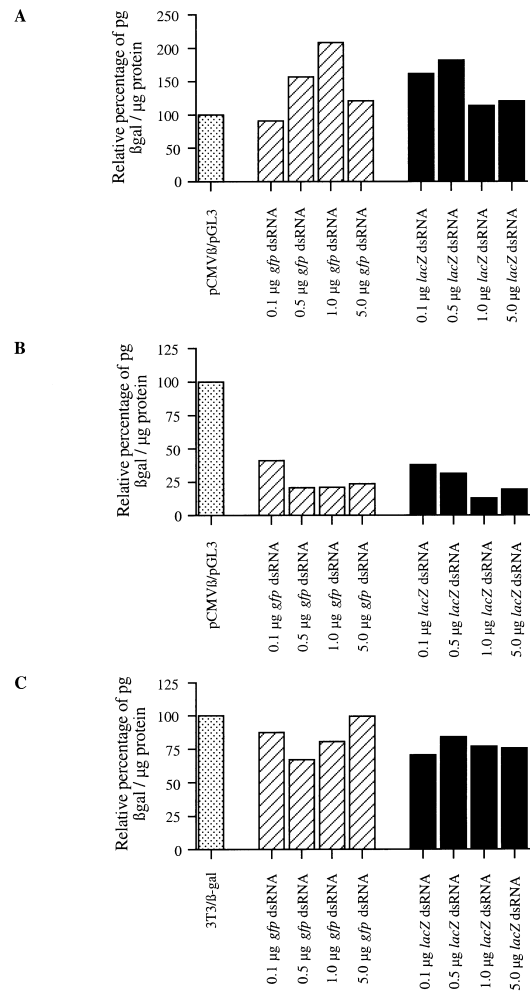 A
Relative percentage of pg
ßgal / µg protein
250
200
150
100
50
0
pCMVß/pGL3
0.1 µg gfp dsRNA
0.5 µg gfp dsRNA
1.0 µg gfp dsRNA
5.0 µg gfp dsRNA
0.1 µg lacZ dsRNA
0.5 µg lacZ dsRNA
1.0 µg lacZ dsRNA
5.0 µg lacZ dsRNA
B
Relative percentage of pg
ßgal / µg protein
125
100
75
50
25
0
pCMVß/pGL3
0.1 µg gfp dsRNA
0.5 µg gfp dsRNA
1.0 µg gfp dsRNA
5.0 µg gfp dsRNA
0.1 µg lacZ dsRNA
0.5 µg lacZ dsRNA
1.0 µg lacZ dsRNA
5.0 µg lacZ dsRNA
C
Relative percentage of pg
ßgal / µg protein
125
100
75
50
25
0
3T3/ß-gal
0.1 µg gfp dsRNA
0.5 µg gfp dsRNA
1.0 µg gfp dsRNA
5.0 µg gfp dsRNA
0.1 µg lacZ dsRNA
0.5 µg lacZ dsRNA
1.0 µg lacZ dsRNA
5.0 µg lacZ dsRNA